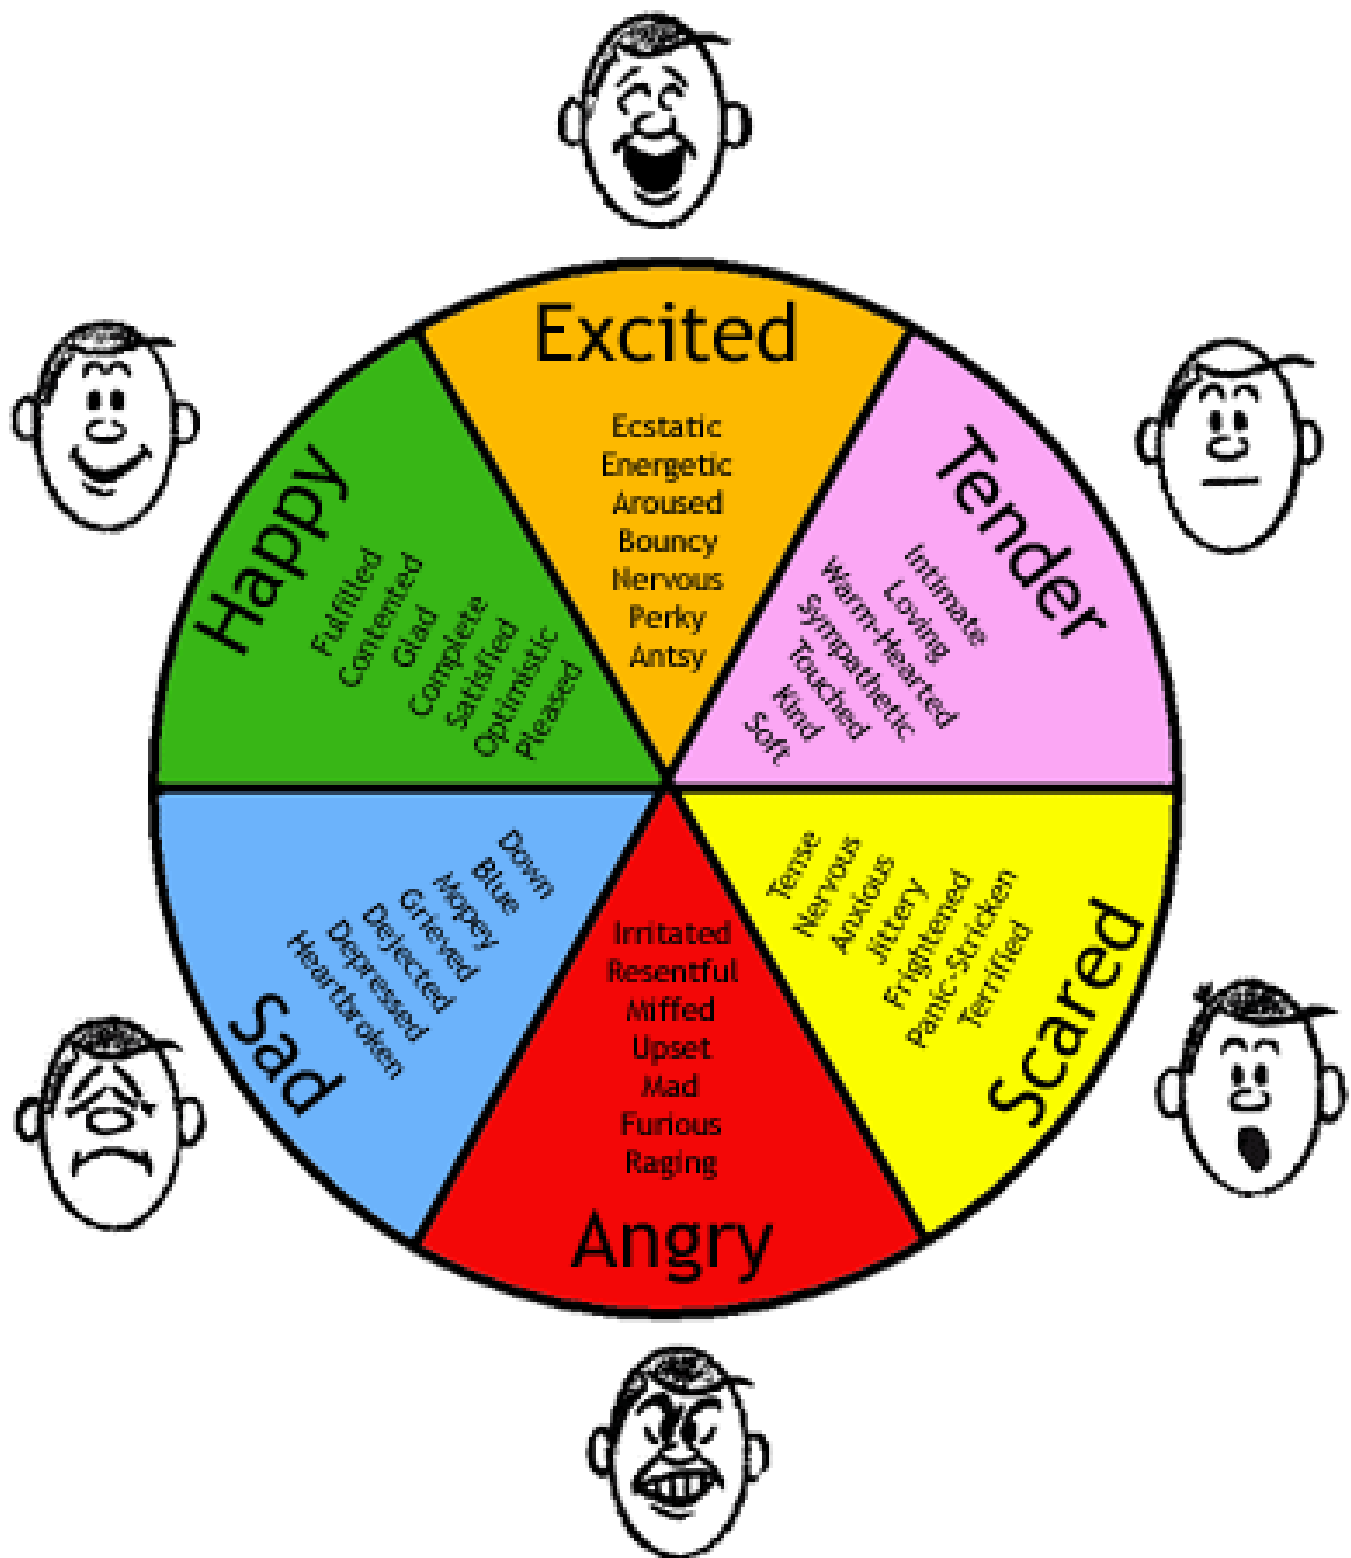 Excited
Ecstatic
Energetic
Aroused
Bouncy
Nervous
Perky
Antsy
Tender
Intimate
Loving
Warm-Hearted
Sympathetic
Touched
Kind
Soft
Scared
Tense
Nervous
Anxious
Jittery
Frightened
Panic-Stricken
Terrified
Angry
Irritated
Resentful
Miffed
Upset
Mad
Furious
Raging
Sad
Down
Blue
Mopey
Grieved
Dejected
Depressed
Heartbroken
Happy
Fulfilled
Contented
Glad
Complete
Satisfied
Optimistic
Pleased